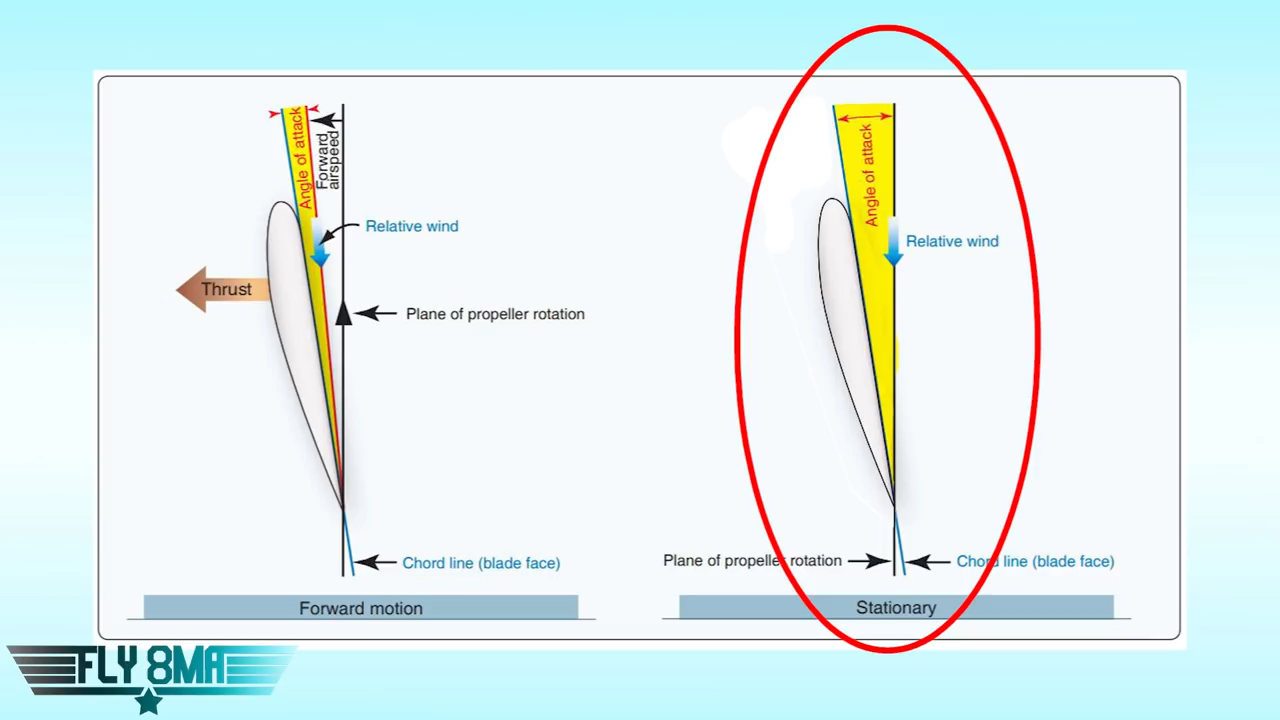 Angle of attack
Forward
airspeed
Relative wind
Thrust
Plane of propeller rotation
Chord line (blade face)
Forward motion
Angle of attack
Relative wind
Plane of propeller rotation
Chord line (blade face)
Stationary
FLY 8MA